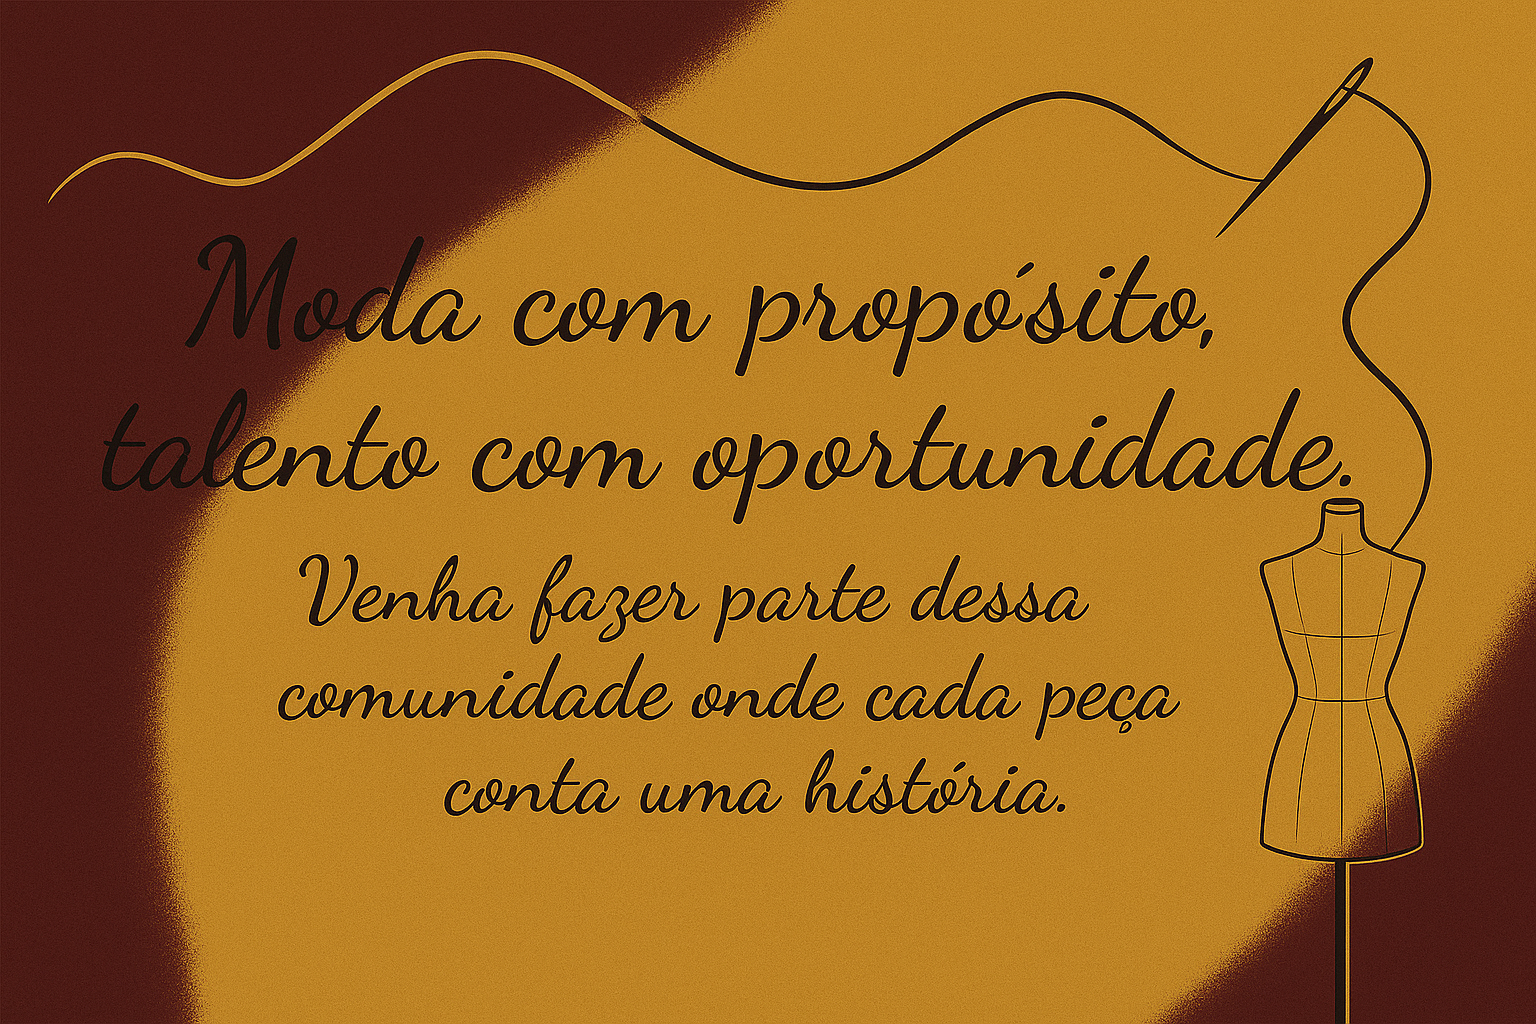 Moda com propósito,
talento com oportunidade.
Venha fazer parte dessa
comunidade onde cada peça
conta uma história.